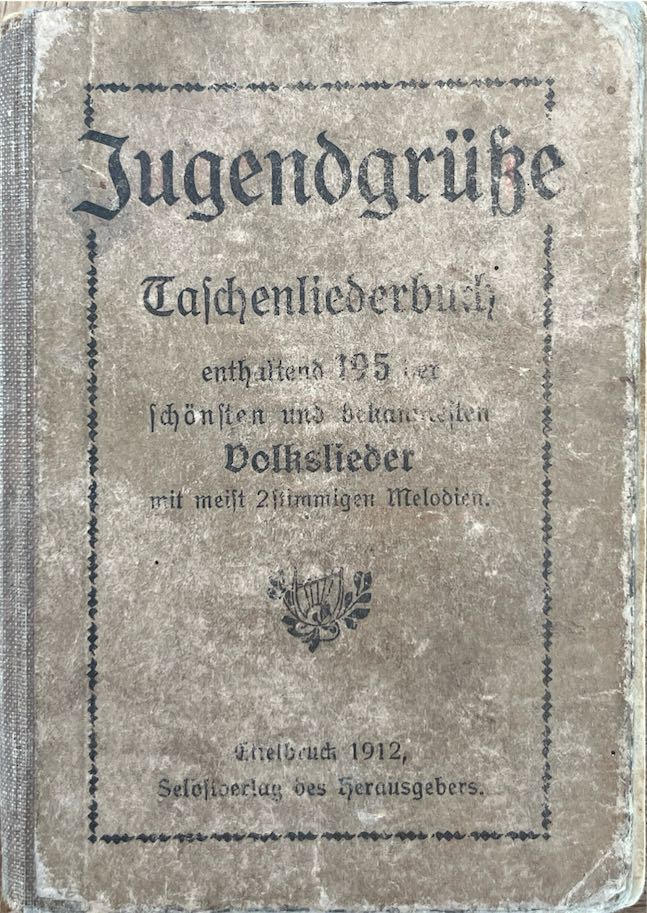 Jugendgrüße
Taschenliederbuch
enthaltend 195 der
schönsten und bekanntesten
Volkslieder
mit meist 2stimmigen Melodien.
Ettelbruck 1912,
Selbstverlag des Herausgebers.